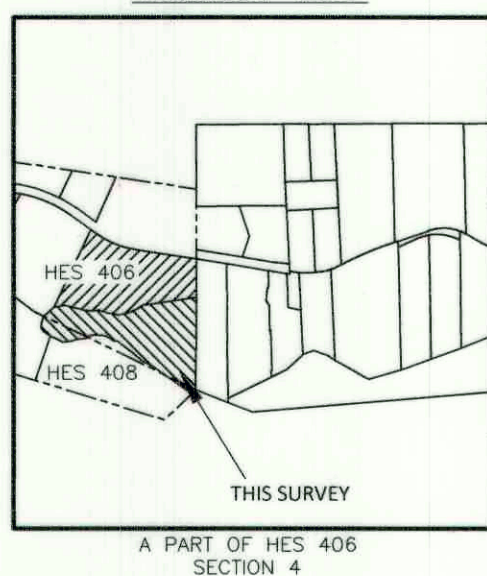 HES 406
HES 408
THIS SURVEY
A PART OF HES 406
SECTION 4